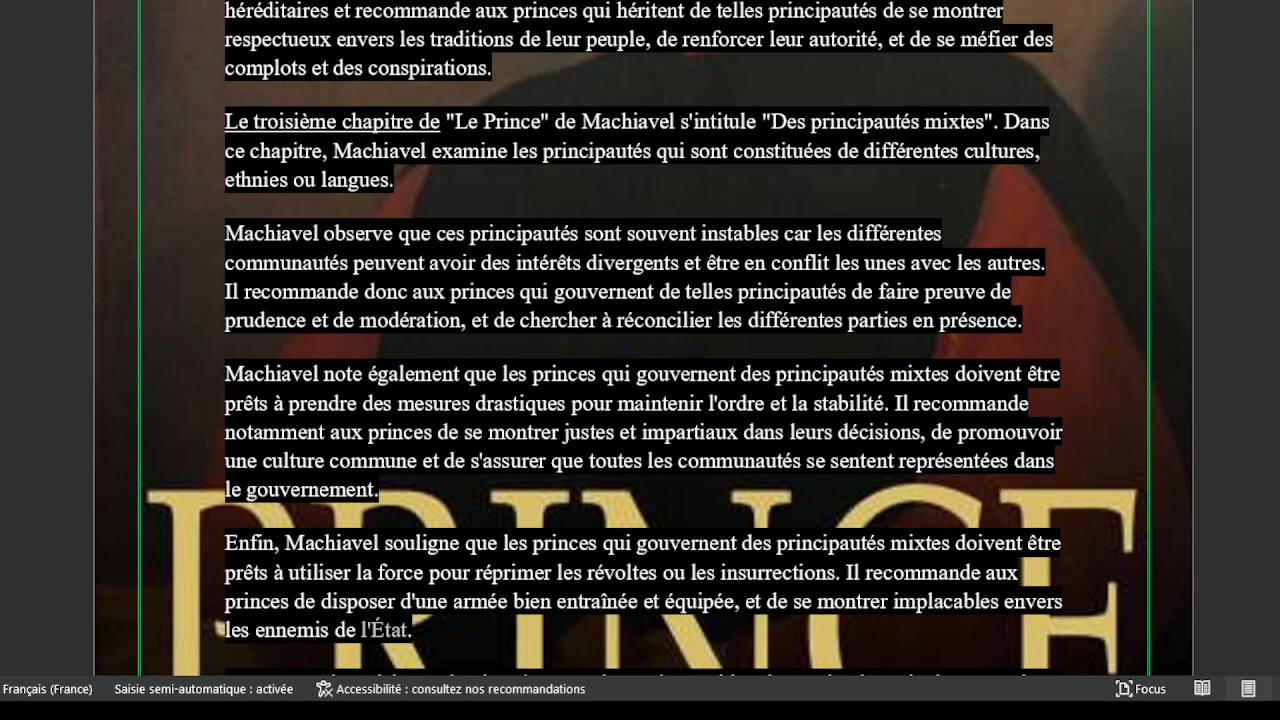 héréditaires et recommande aux princes qui héritent de telles principautés de se montrer
respectueux envers les traditions de leur peuple, de renforcer leur autorité, et de se méfier des
complots et des conspirations.
Le troisième chapitre de "Le Prince" de Machiavel s'intitule "Des principautés mixtes". Dans
ce chapitre, Machiavel examine les principautés qui sont constituées de différentes cultures,
ethnies ou langues.
Machiavel observe que ces principautés sont souvent instables car les différentes
communautés peuvent avoir des intérêts divergents et être en conflit les unes avec les autres.
Il recommande donc aux princes qui gouvernent de telles principautés de faire preuve de
prudence et de modération, et de chercher à réconcilier les différentes parties en présence.
Machiavel note également que les princes qui gouvernent des principautés mixtes doivent être
prêts à prendre des mesures drastiques pour maintenir l'ordre et la stabilité. Il recommande
notamment aux princes de se montrer justes et impartiaux dans leurs décisions, de promouvoir
une culture commune et de s'assurer que toutes les communautés se sentent représentées dans
le gouvernement.
PRINCE
Enfin, Machiavel souligne que les princes qui gouvernent des principautés mixtes doivent être
prêts à utiliser la force pour réprimer les révoltes ou les insurrections. Il recommande aux
princes de disposer d'une armée bien entraînée et équipée, et de se montrer implacables envers
les ennemis de l'État.
Français (France) Saisie semi-automatique : activée Accessibilité : consultez nos recommandations Focus